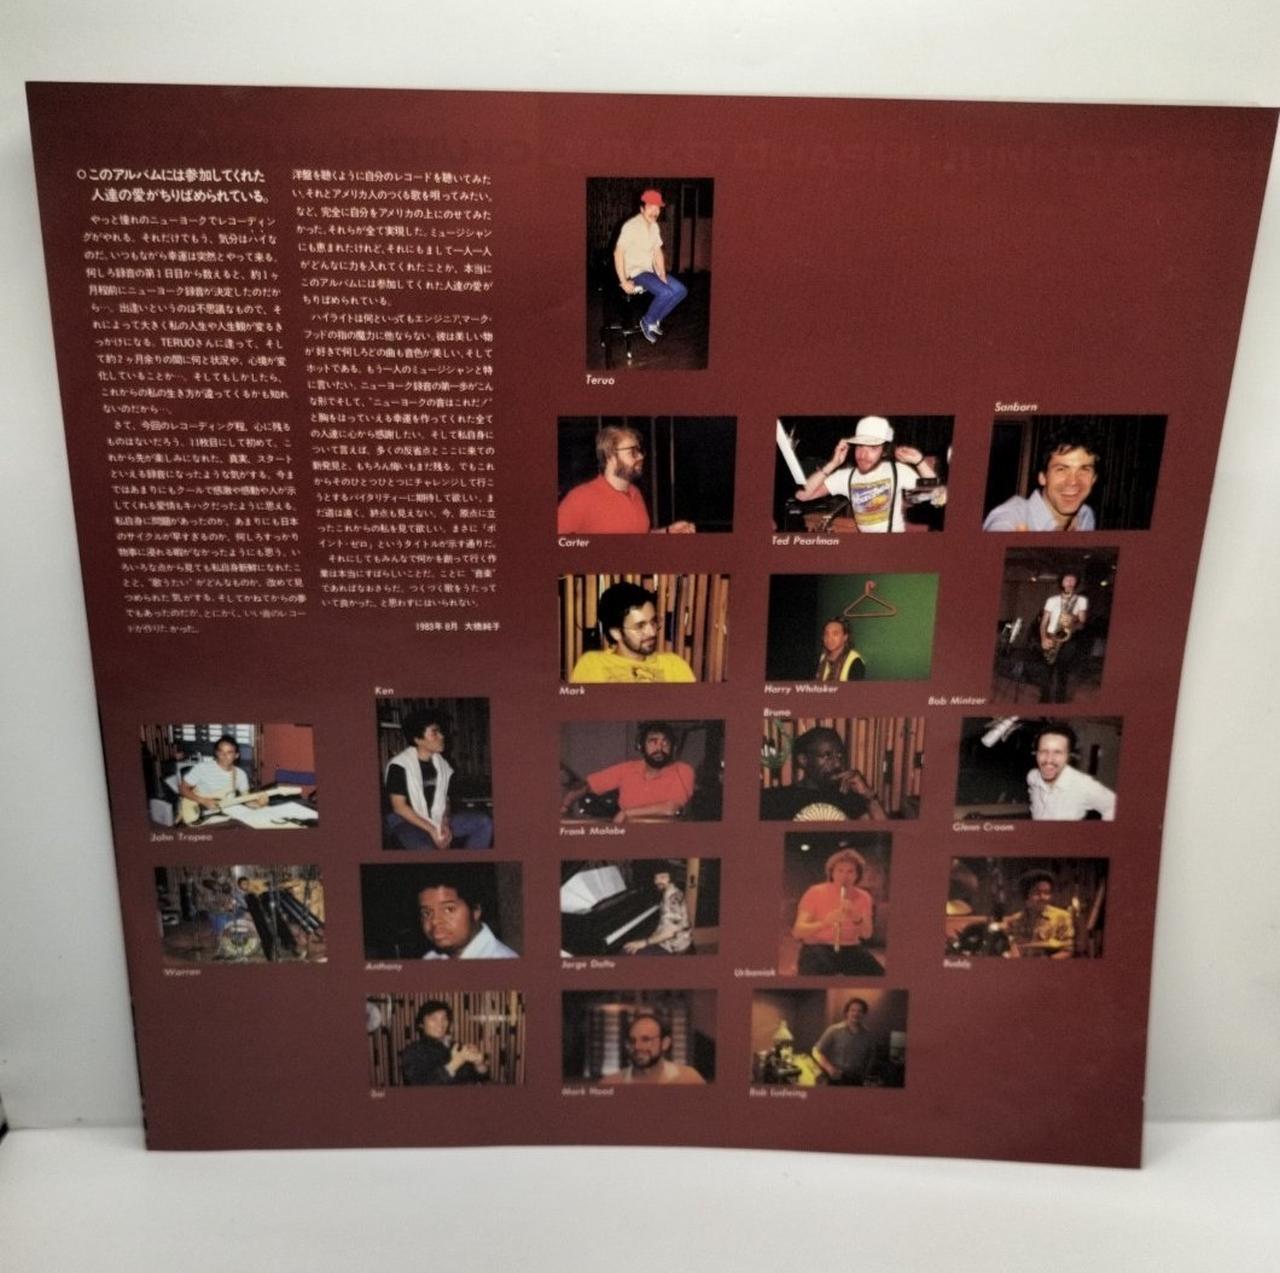 ○このアルバムには参加してくれた
人達の愛がちりばめられている。
やっと憧れのニューヨークでレコーディン
グがやれる。それだけでもう、気分はハイな
のだ。いつもながら幸運は突然とやって来る。
何しろ録音の第1日目から数えると、約1ヶ
月程前にニューヨーク録音が決定したのだか
ら…。出逢いというのは不思議なもので、そ
れによって大きく私の人生や人生観が変るき
っかけになる。TERUOさんに逢って、そし
て約2ヶ月余りの間に何と状況や、心境が変
化していることか…。そしてもしかしたら、
これからの私の生き方が違ってくるかも知れ
ないのだから…。
さて、今回のレコーディング程、心に残る
ものはないだろう。11枚目にして初めて、こ
れから先が楽しみになれた。真実、スタート
といえる録音になったような気がする。今ま
ではあまりにもクールで感激や感動や人が示
してくれる愛情もキハクだったように思える。
私自身に問題があったのか、あまりにも日本
のサイクルが早すぎるのか、何しろすっかり
物事に浸れる暇がなかったようにも思う。い
ろいろな点から見ても私自身新鮮になれたこ
とと、"歌うたい"がどんなものか、改めて見
つめられた気がする。そしてかねてからの夢
でもあったのだが、とにかく、いい音のレコー
ドが作りたかった。
洋盤を聴くように自分のレコードを聴いてみた
い、それとアメリカ人のつくる歌を唄ってみたい。
など、完全に自分をアメリカの上にのせてみた
かった。それらが全て実現した。ミュージシャン
にも恵まれたけれど、それにもまして一人一人
がどんなに力を入れてくれたことか、本当に
このアルバムには参加してくれた人達の愛が
ちりばめられている。
ハイライトは何といってもエンジニア、マーク・
フッドの指の魔力に他ならない。彼は美しい物
が好きで何しろどの曲も音色が美しい。そして
ホットである。もう一人のミュージシャンと特
に言いたい。ニューヨーク録音の第一歩がこん
な形でそして、"ニューヨークの音はこれだ!"
と胸をはっていえる幸運を作ってくれた全て
の人達に心から感謝したい。そして私自身に
ついて言えば、多くの反省点とここに来ての
新発見と、もちろん悔いもまだ残る。でもこれ
からそのひとつひとつにチャレンジして行こ
うとするバイタリティーに期待して欲しい。ま
だ道は遠く、終点も見えない。今、原点に立
ったこれからの私を見て欲しい。まさに「ポ
イント・ゼロ」というタイトルが示す通りだ。
それにしてもみんなで何かを創って行く作
業は本当にすばらしいことだ。ことに"音楽"
であればなおさらだ。つくづく歌をうたって
いて良かった。と思わずにはいられない。
1983年8月 大橋純子
Teruo
Sanborn
Carter
Ted Pearlman
Mark
Harry Whitaker
Bob Mintzer
Ken
Bruno
John Tropea
Frank Malabe
Glenn Croom
Warren
Anthony
Jorge Dalto
Urbaniak
Buddy
Sui
Mark Hood
Bob Ludwing